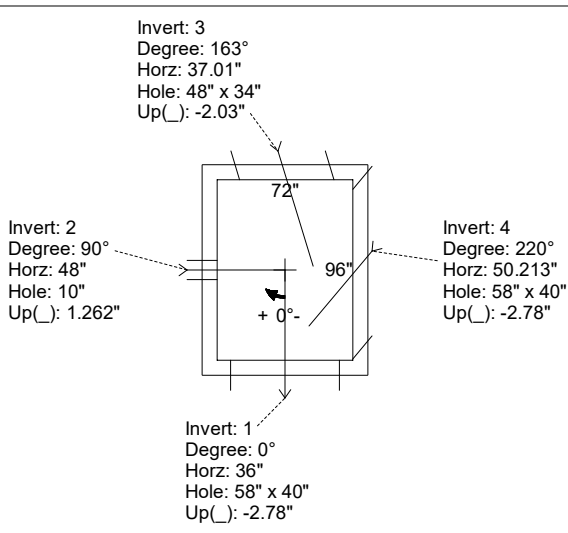 Invert: 3
Degree: 163°
Horz: 37.01"
Hole: 48" x 34"
Up(_): -2.03"
72"
Invert: 2
Degree: 90°
Horz: 48"
Hole: 10"
Up(_): 1.262"
96"
+ 0°-
Invert: 4
Degree: 220°
Horz: 50.213"
Hole: 58" x 40"
Up(_): -2.78"
Invert: 1
Degree: 0°
Horz: 36"
Hole: 58" x 40"
Up(_): -2.78"